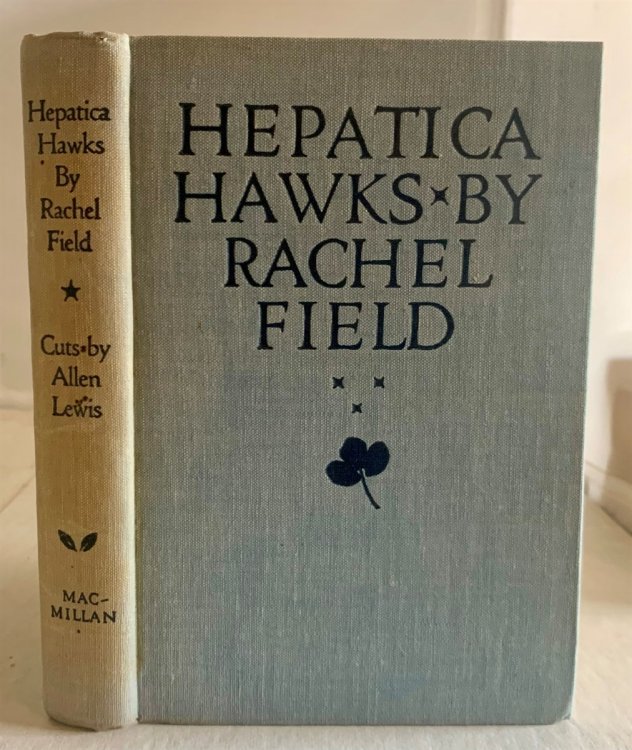 Hepatica
Hawks
By
Rachel
Field
Cuts·by
Allen
Lewis
MAC-
MILLAN
HEPATICA
HAWKS·BY
RACHEL
FIELD